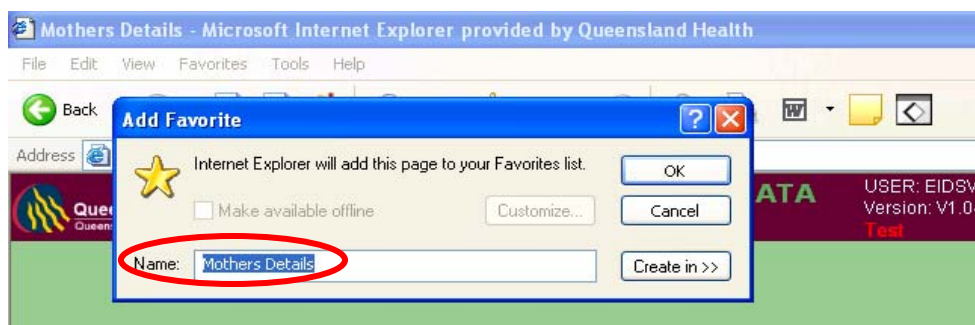 Mothers Details - Microsoft Internet Explorer provided by Queensland Health
File Edit View Favorites Tools Help
Back
Add Favorite
Address
Internet Explorer will add this page to your Favorites list.
OK
Make available offline
Customize...
Cancel
Name:
Mothers Details
Create in >>
Quee
Queens
ATA
USER: EIDSV
Version: V1.0
Test